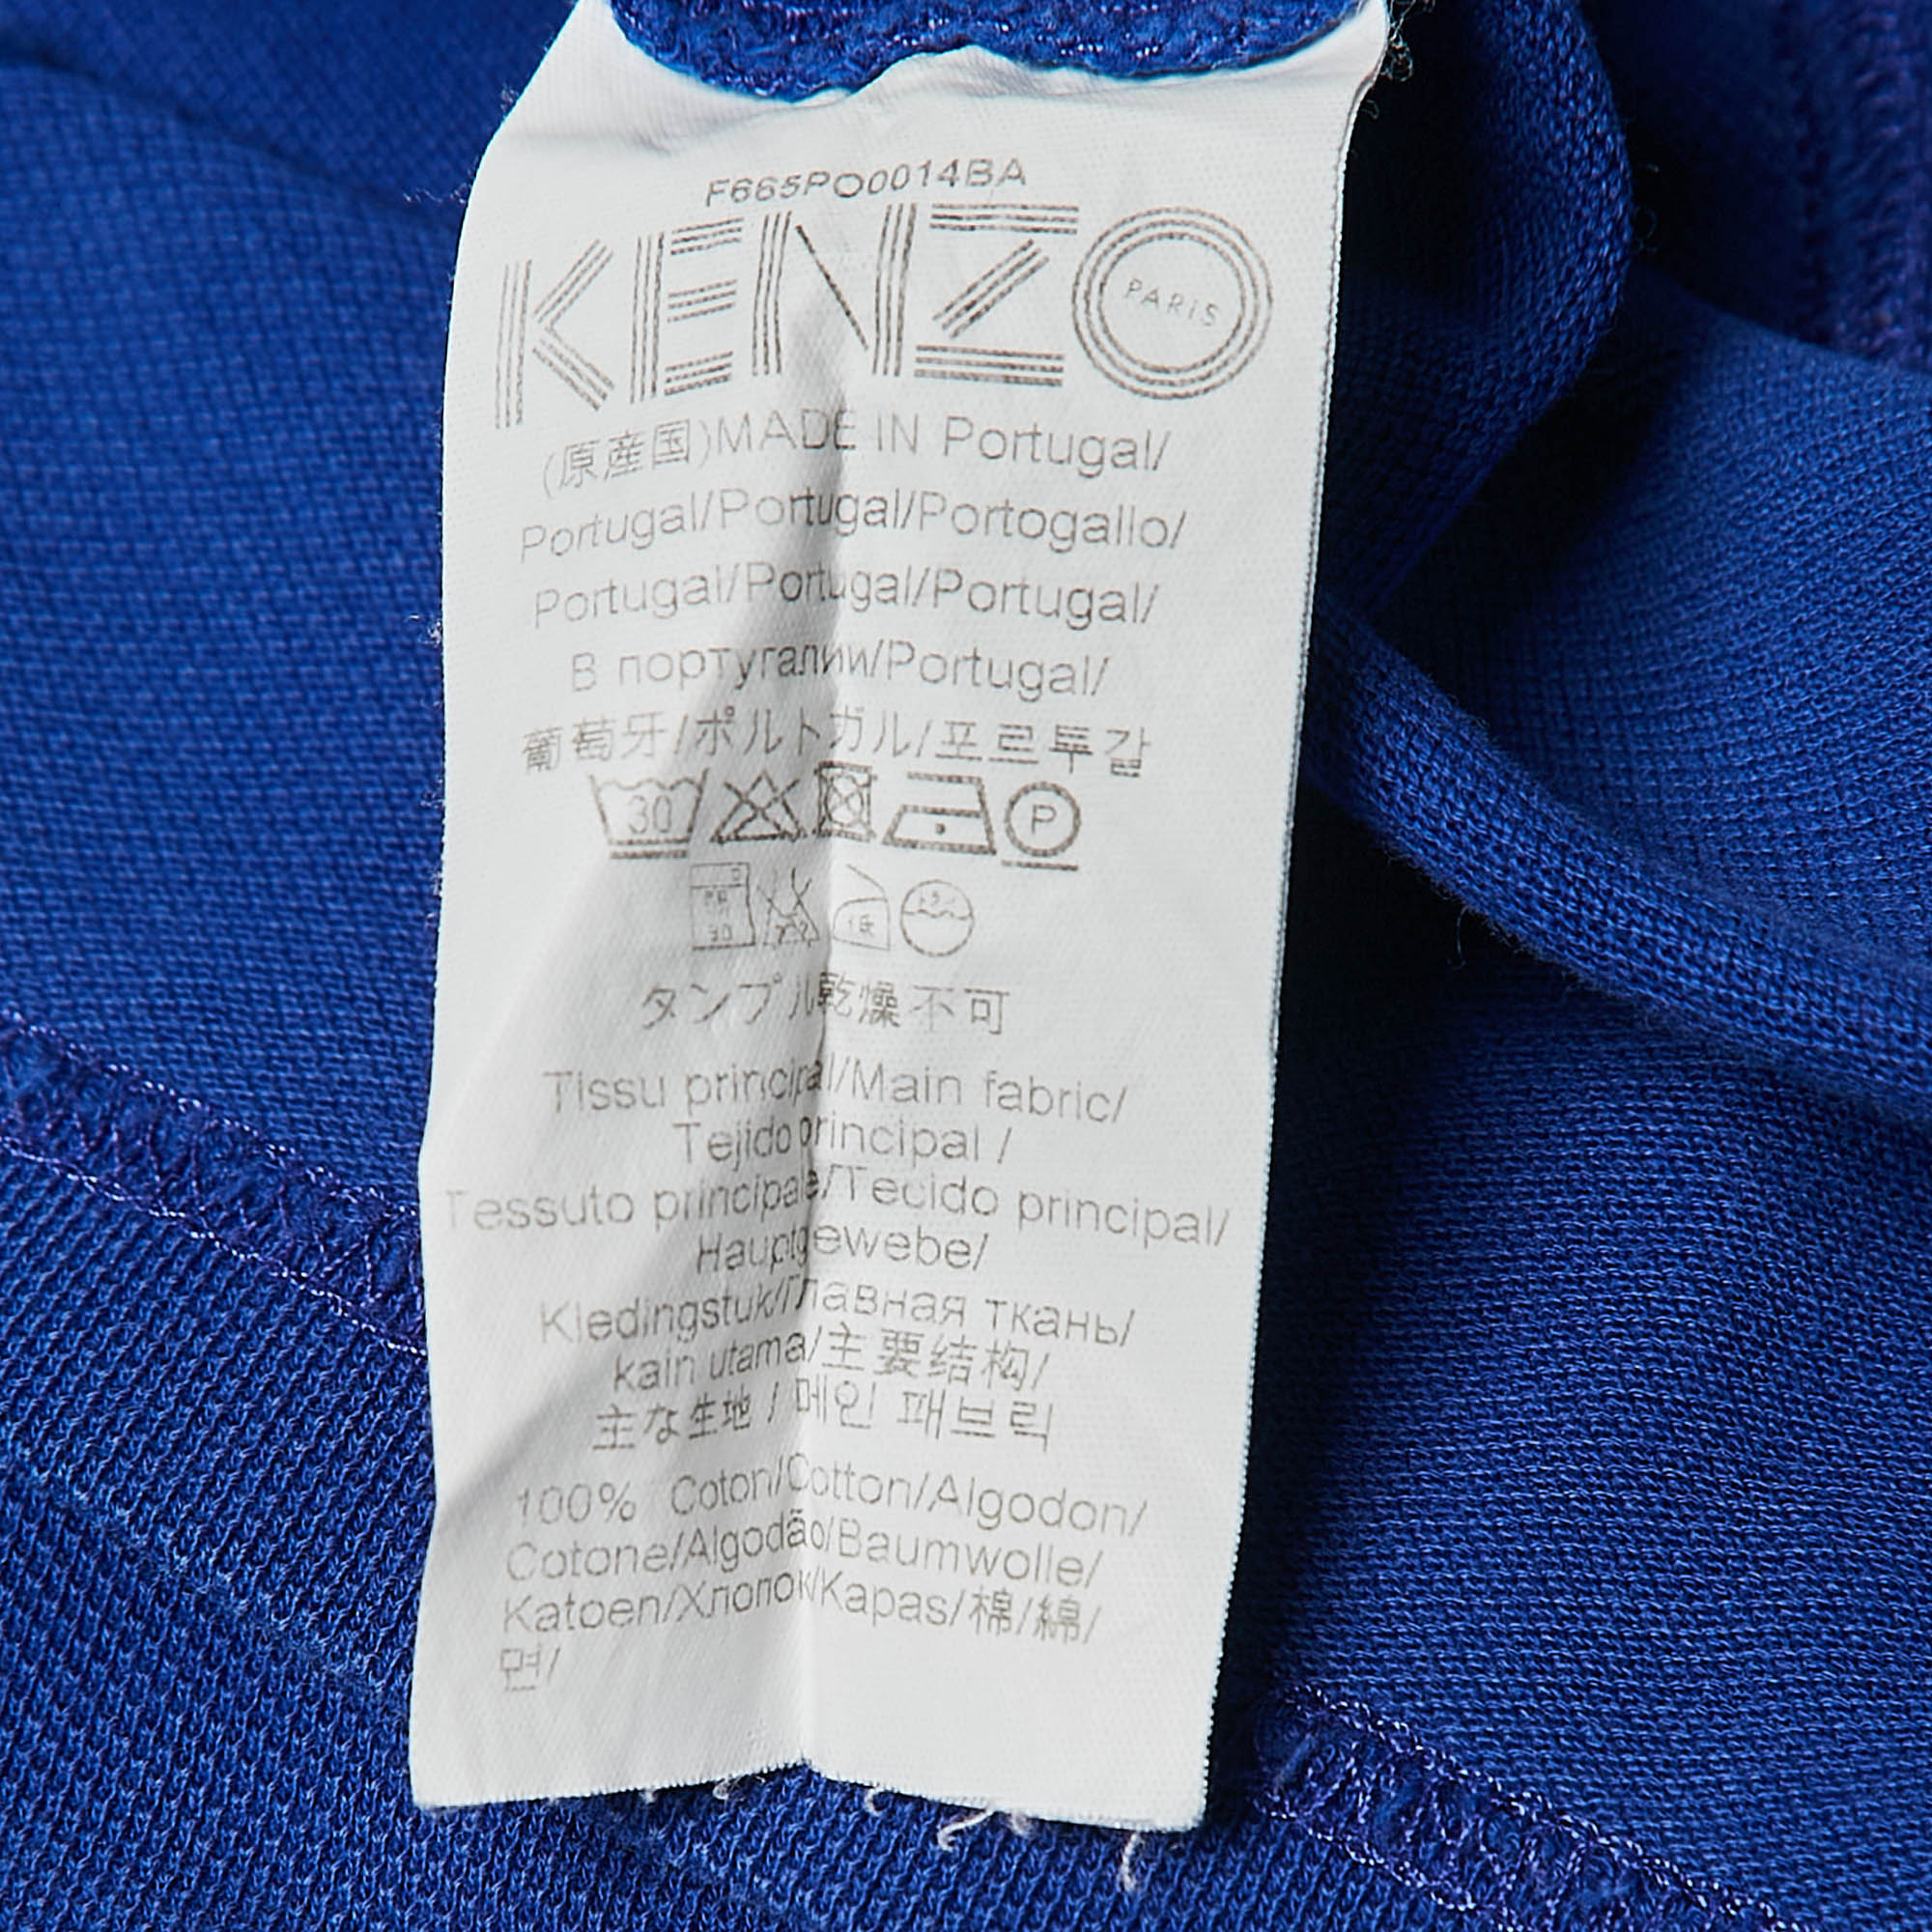 F665PO0014BA
KENZO
PARIS
(原産国)MADE IN Portugal/
Portugal/Portugal/Portogallo/
Portugal/Portugal/Portugal/
В португалии/Portugal/
葡萄牙/ポルトガル/포르투갈
30 P
30 低
タンブル乾燥不可
Tissu principal/Main fabric/
Tejido principal /
Tessuto principale/Tecido principal/
Hauptgewebe/
Kledingstuk/Главная ткань/
kain utama/主要结构/
主な生地 / 메인 패브릭
100% Coton/Cotton/Algodon/
Cotone/Algodão/Baumwolle/
Katoen/Хлопок/Kapas/棉/綿/
면/